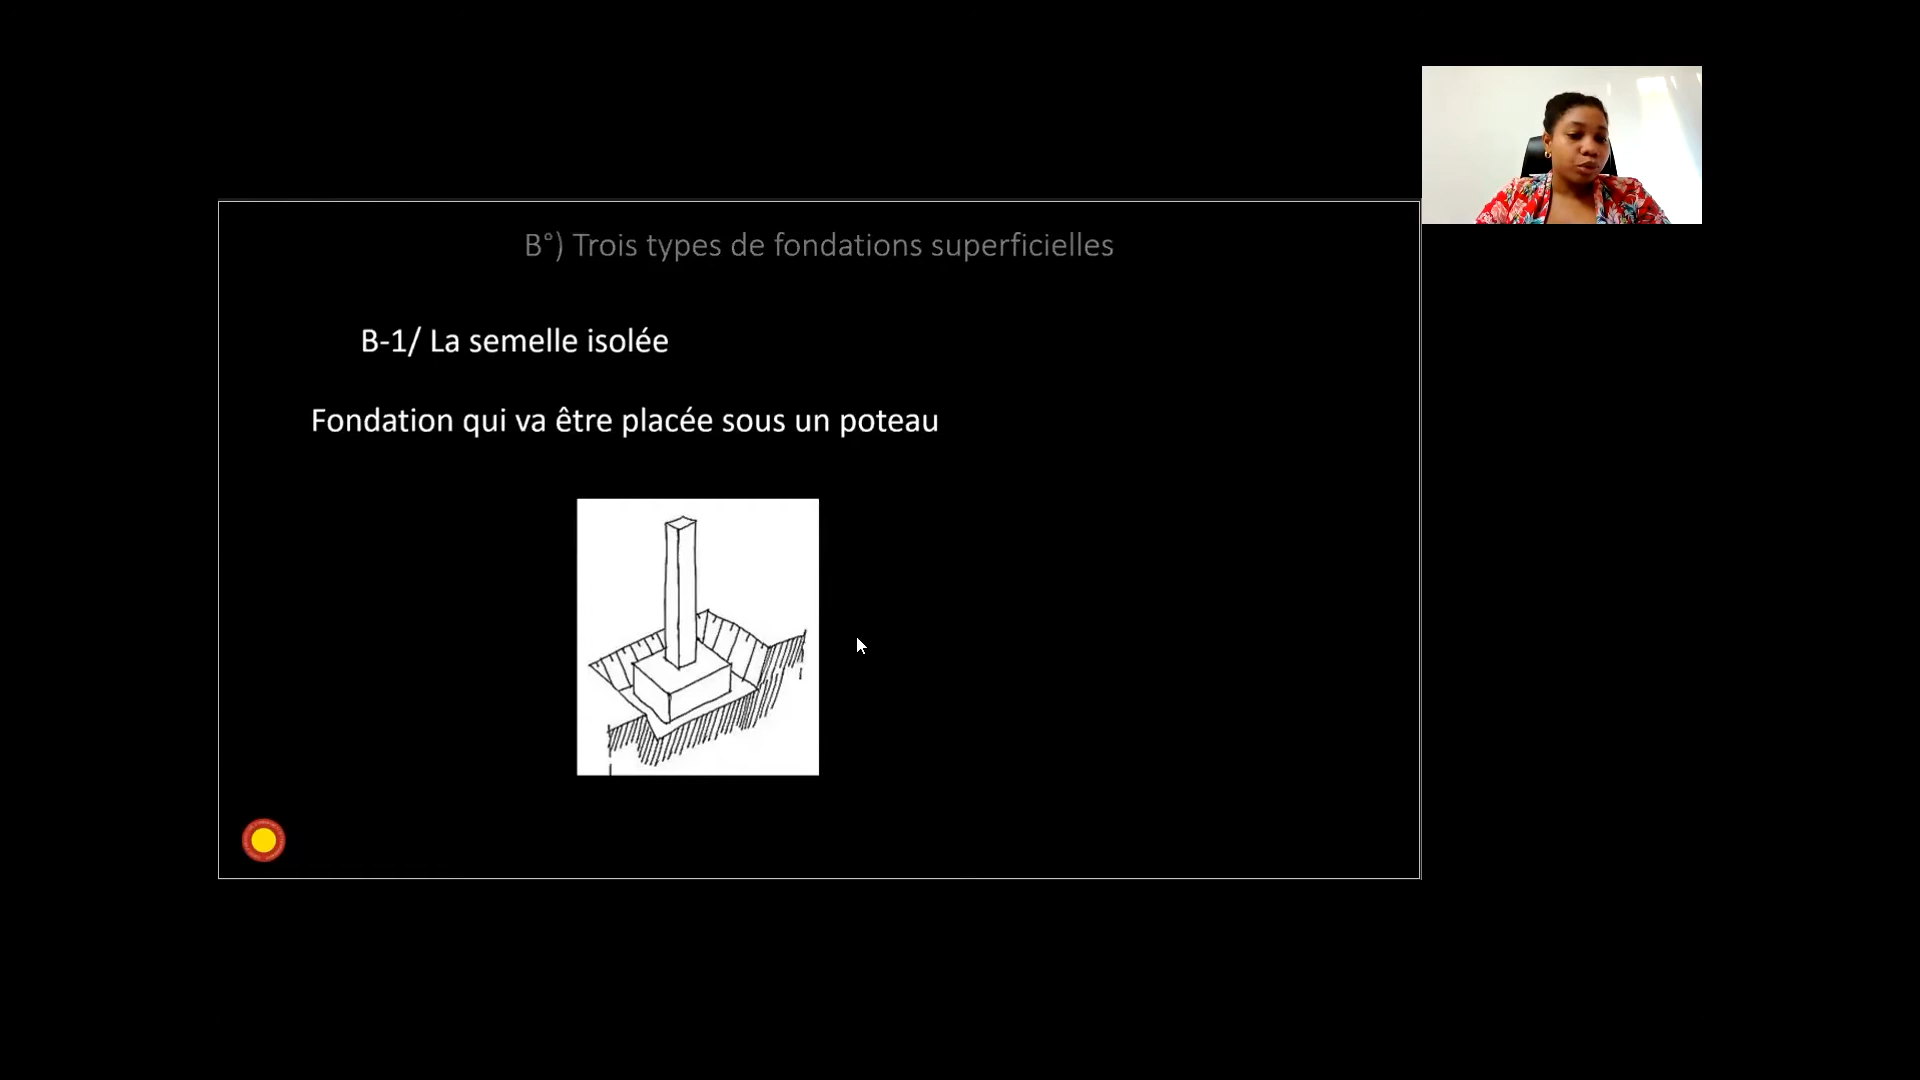 B°) Trois types de fondations superficielles
B-1/ La semelle isolée
Fondation qui va être placée sous un poteau